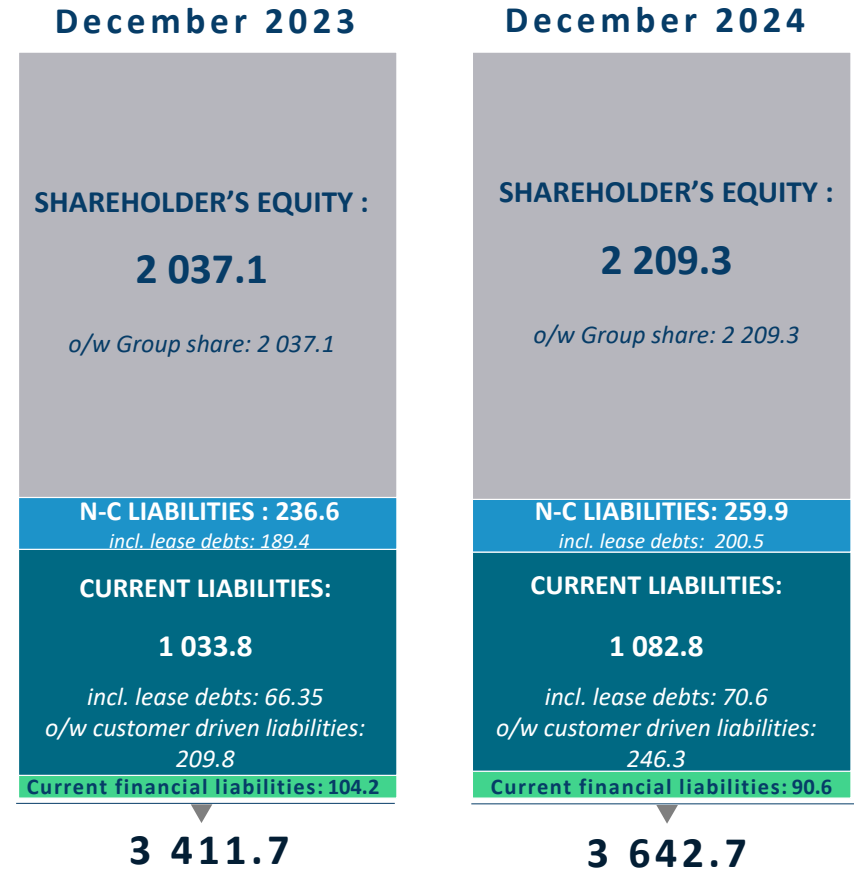 December 2023
SHAREHOLDER'S EQUITY :
2 037.1
o/w Group share: 2 037.1
N-C LIABILITIES : 236.6
incl. lease debts: 189.4
CURRENT LIABILITIES:
1 033.8
incl. lease debts: 66.35
o/w customer driven liabilities:
209.8
Current financial liabilities: 104.2
3 411.7
December 2024
SHAREHOLDER'S EQUITY :
2 209.3
o/w Group share: 2 209.3
N-C LIABILITIES: 259.9
incl. lease debts: 200.5
CURRENT LIABILITIES:
1 082.8
incl. lease debts: 70.6
o/w customer driven liabilities:
246.3
Current financial liabilities: 90.6
3 642.7